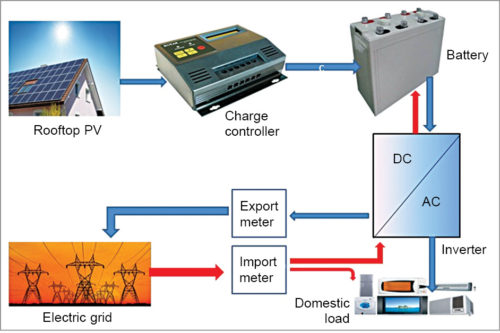 Rooftop PV
Charge
controller
Battery
DC
AC
Inverter
Export
meter
Import
meter
Electric grid
Domestic
load